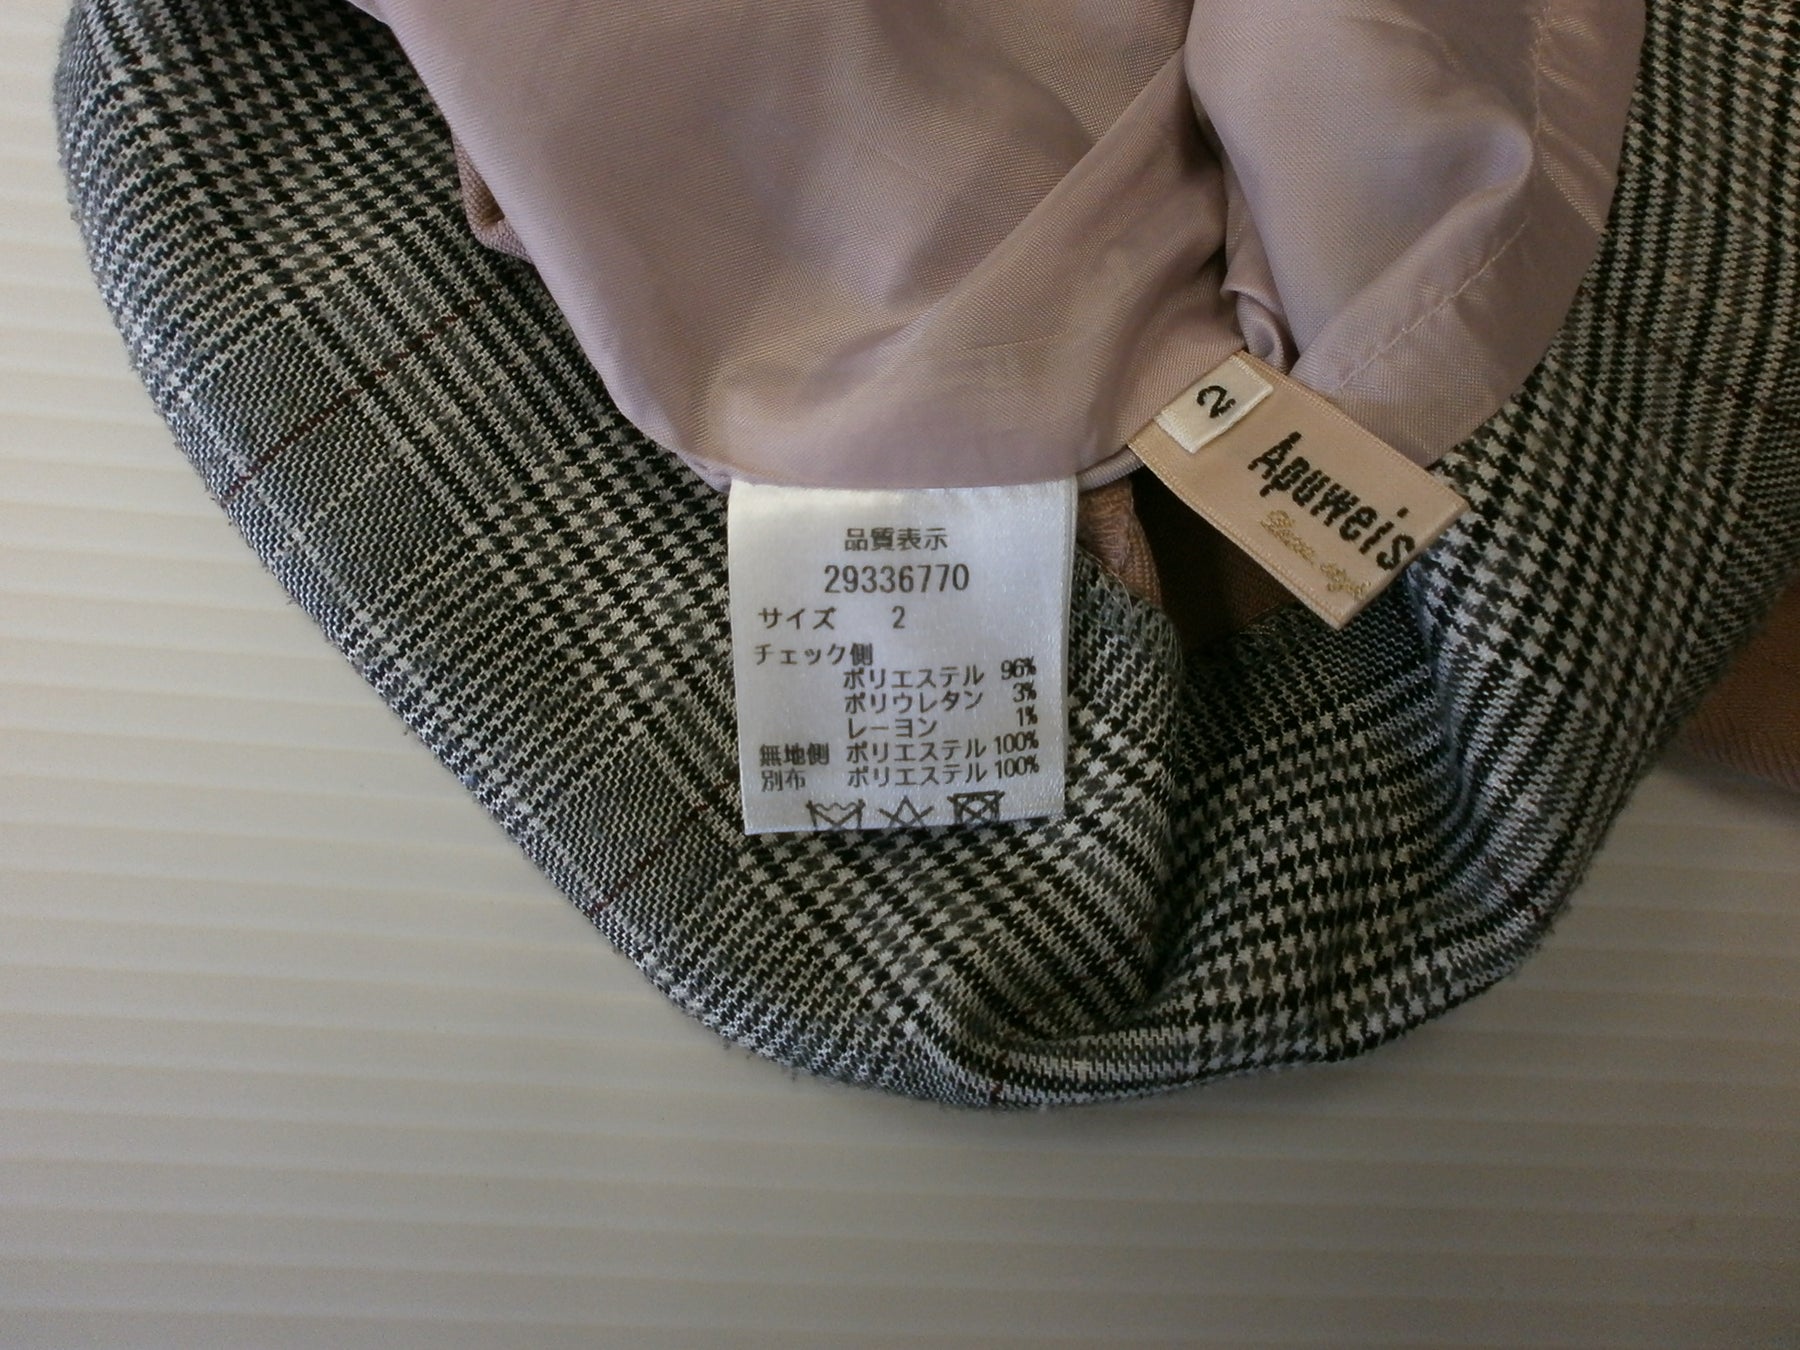 品質表示
29336770
サイズ 2
チェック側
ポリエステル 96%
ポリウレタン 3%
レーヨン 1%
無地側 ポリエステル 100%
別布 ポリエステル 100%
2
Apuweis